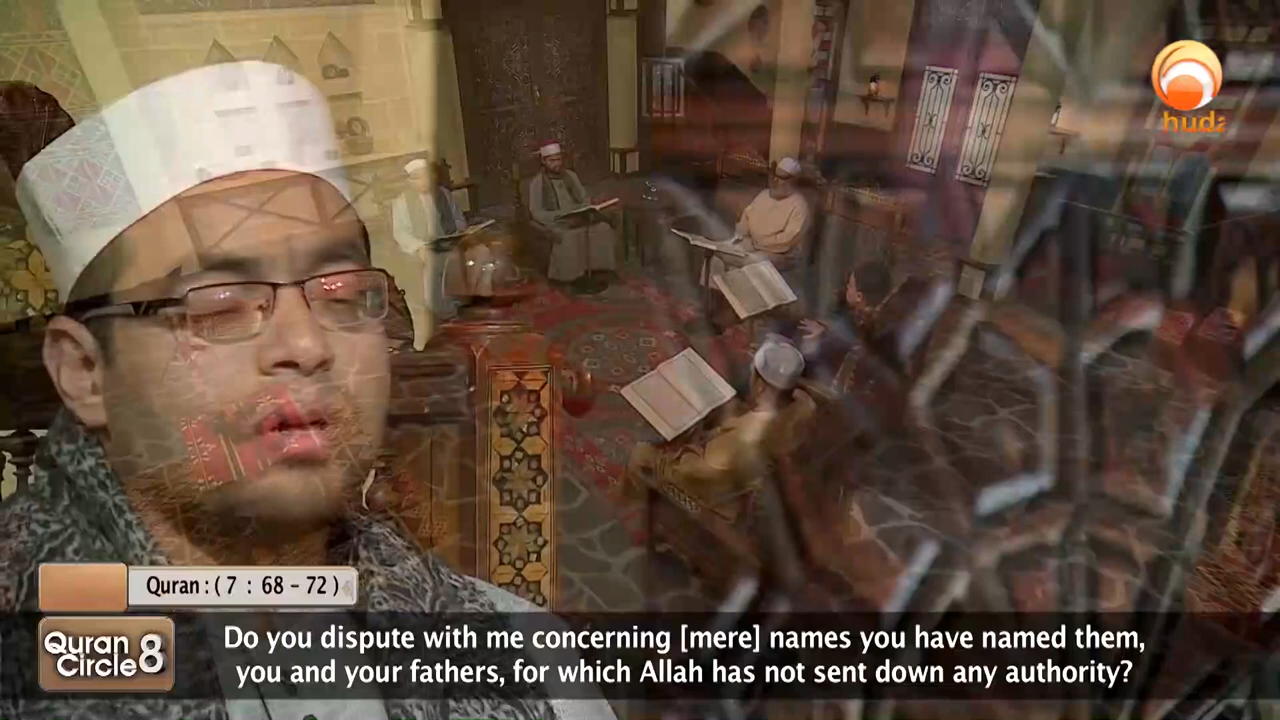 huda
Quran : ( 7 : 68 - 72 )
Quran
Circle 8
Do you dispute with me concerning [mere] names you have named them,
you and your fathers, for which Allah has not sent down any authority?